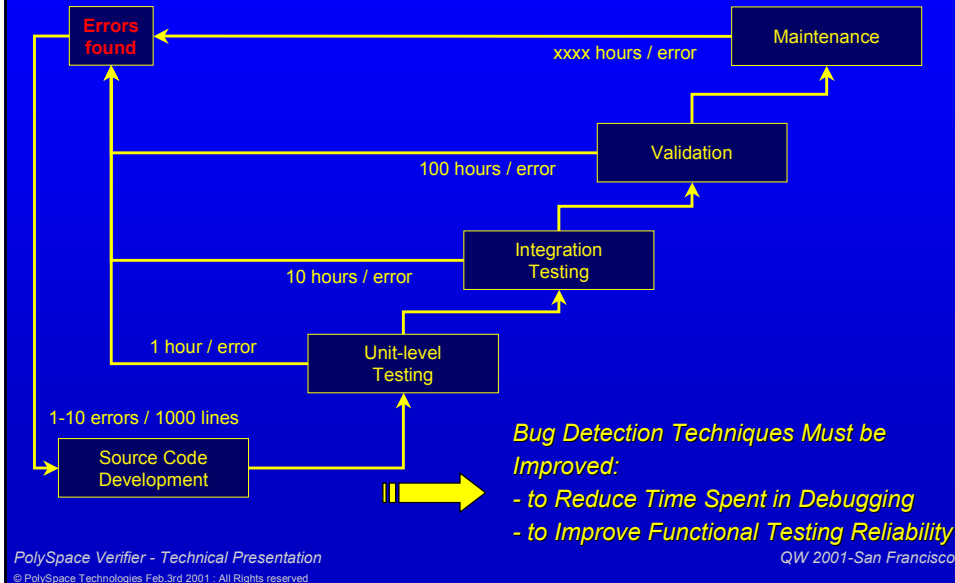 Errors
found
Maintenance
xxxx hours / error
Validation
100 hours / error
Integration
Testing
10 hours / error
1 hour / error
Unit-level
Testing
1-10 errors / 1000 lines
Source Code
Development
Bug Detection Techniques Must be
Improved:
- to Reduce Time Spent in Debugging
- to Improve Functional Testing Reliability
PolySpace Verifier - Technical Presentation
QW 2001-San Francisco
© PolySpace Technologies Feb.3rd 2001 : All Rights reserved